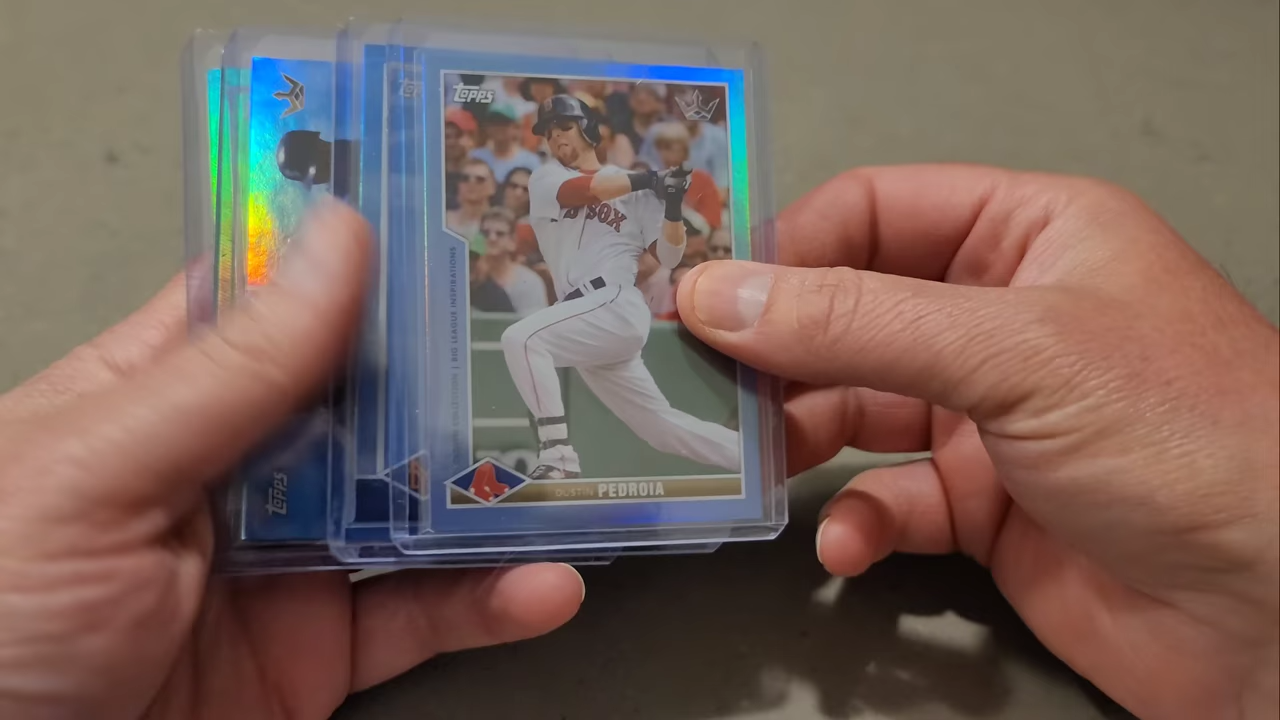 TOPPS
RED SOX
BIG LEAGUE INSPIRATIONS
DUSTIN PEDROIA
TOPPS